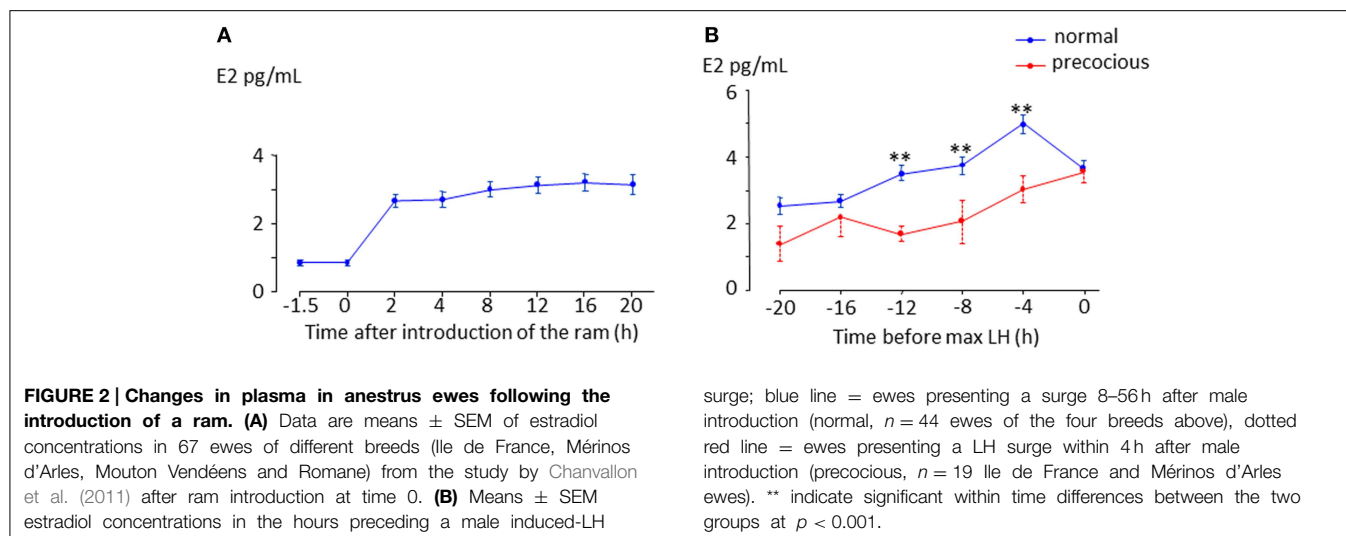 A
E2 pg/mL
4
2
0
-1.5 0 2 4 8 12 16 20
Time after introduction of the ram (h)
B
normal
precocious
E2 pg/mL
6
4
2
0
** ** **
-20 -16 -12 -8 -4 0
Time before max LH (h)
FIGURE 2 | Changes in plasma in anestrus ewes following the
introduction of a ram. (A) Data are means ± SEM of estradiol
concentrations in 67 ewes of different breeds (Ile de France, Mérinos
d'Arles, Mouton Vendéens and Romane) from the study by Chanvallon
et al. (2011) after ram introduction at time 0. (B) Means ± SEM
estradiol concentrations in the hours preceding a male induced-LH
surge; blue line = ewes presenting a surge 8–56 h after male
introduction (normal, n = 44 ewes of the four breeds above), dotted
red line = ewes presenting a LH surge within 4 h after male
introduction (precocious, n = 19 Ile de France and Mérinos d'Arles
ewes). ** indicate significant within time differences between the two
groups at p < 0.001.